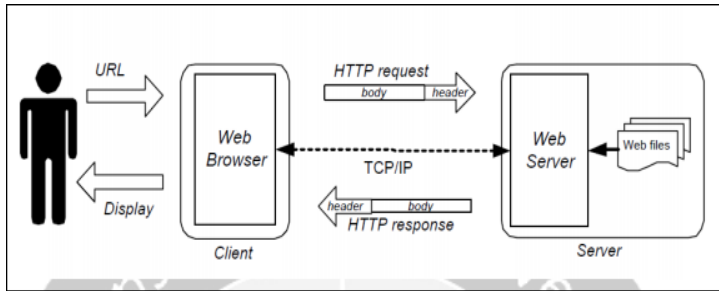 URL
Display
Web
Browser
Client
HTTP request
body
header
TCP/IP
header
body
HTTP response
Web
Server
Web files
Server